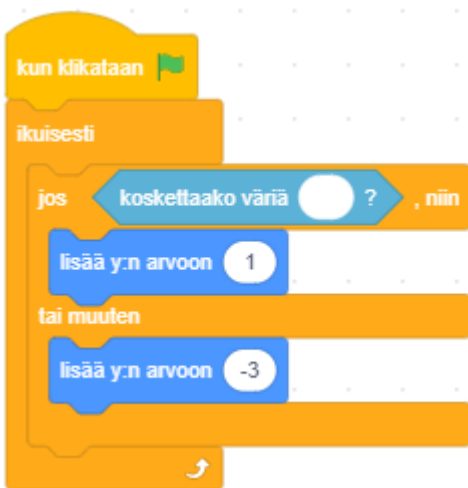 kun klikataan
ikuisesti
jos koskettaako väriä ? , niin
lisää y:n arvoon 1
tai muuten
lisää y:n arvoon -3